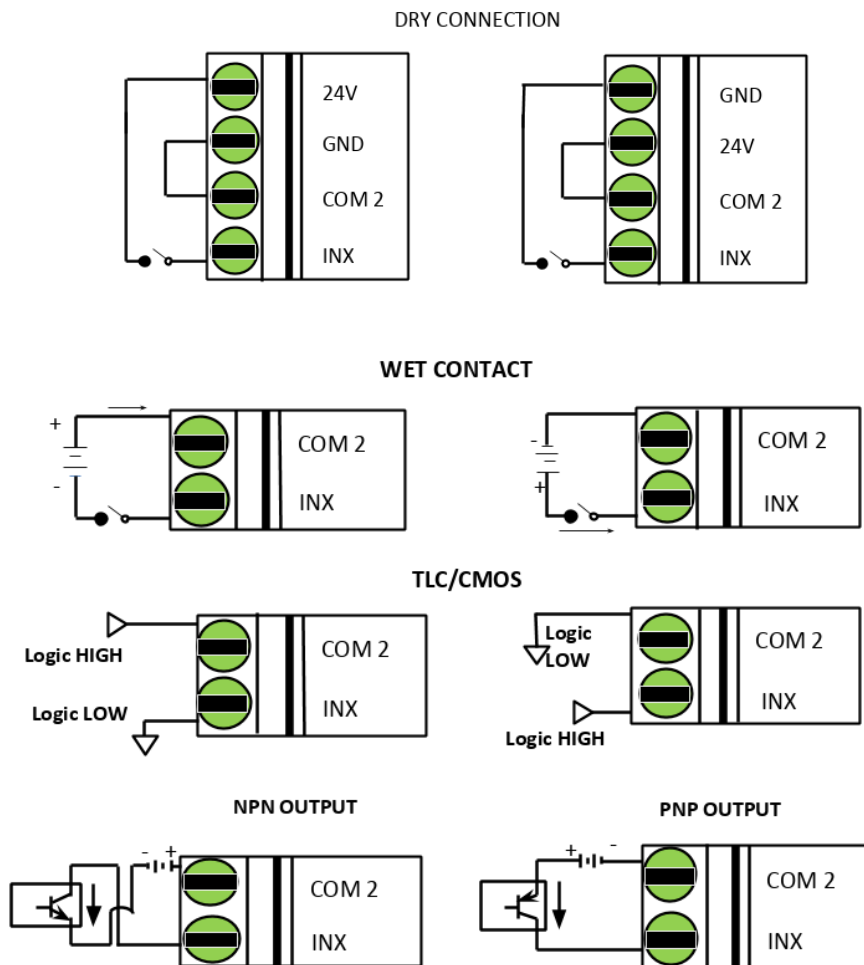 DRY CONNECTION
24V
GND
COM 2
INX
GND
24V
COM 2
INX
WET CONTACT
+
-
COM 2
INX
-
+
COM 2
INX
TLC/CMOS
Logic HIGH
Logic LOW
COM 2
INX
Logic
LOW
Logic HIGH
COM 2
INX
NPN OUTPUT
- +
COM 2
INX
PNP OUTPUT
+ -
COM 2
INX